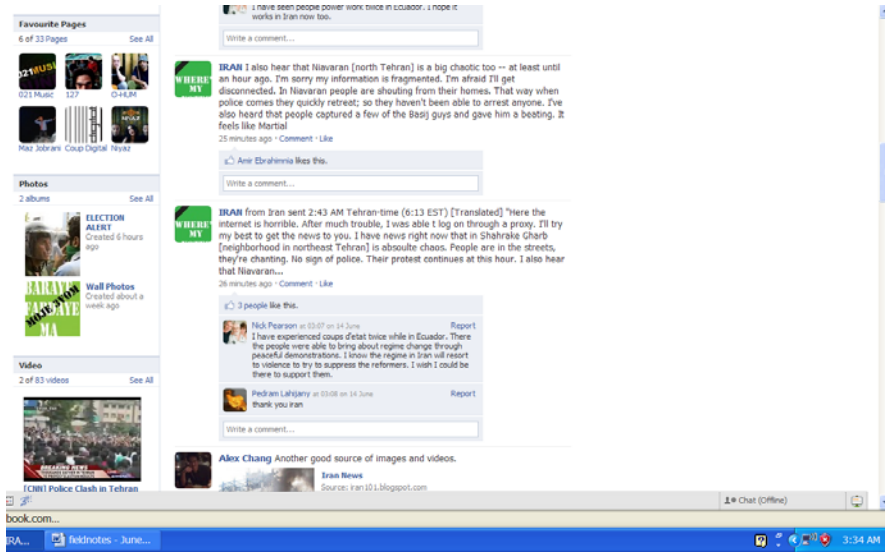 Favourite Pages
6 of 33 Pages See All
021 Music 127 O-HUM
Maz Jobrani Coup Digital Niyaz
Photos
2 albums See All
ELECTION
ALERT
Created 6 hours
ago
BARAYE
FARDAYE
MA
Wall Photos
Created about a
week ago
Video
2 of 83 videos See All
BREAKING NEWS
[CNN] Police Clash in Tehran
I have seen people power work twice in Ecuador. I hope it
works in Iran now too.
Write a comment...
WHERE
MY
IRAN I also hear that Niavaran [north Tehran] is a big chaotic too -- at least until
an hour ago. I'm sorry my information is fragmented. I'm afraid I'll get
disconnected. In Niavaran people are shouting from their homes. That way when
police comes they quickly retreat; so they haven't been able to arrest anyone. I've
also heard that people captured a few of the Basij guys and gave him a beating. It
feels like Martial
25 minutes ago · Comment · Like
Amir Ebrahimnia likes this.
Write a comment...
WHERE
MY
IRAN from Iran sent 2:43 AM Tehran-time (6:13 EST) [Translated] "Here the
internet is horrible. After much trouble, I was able t log on through a proxy. I'll try
my best to get the news to you. I have news right now that in Shahrake Gharb
[neighborhood in northeast Tehran] is absoulte chaos. People are in the streets,
they're chanting. No sign of police. Their protest continues at this hour. I also hear
that Niavaran...
26 minutes ago · Comment · Like
3 people like this.
Nick Pearson at 03:07 on 14 June Report
I have experienced coups d'etat twice while in Ecuador. There
the people were able to bring about regime change through
peaceful demonstrations. I know the regime in Iran will resort
to violence to try to suppress the reformers. I wish I could be
there to support them.
Pedram Lahijany at 03:08 on 14 June Report
thank you iran
Write a comment...
Alex Chang Another good source of images and videos.
Iran News
Source: iran101.blogspot.com
Chat (Offline)
book.com...
IRA... fieldnotes - June... 3:34 AM